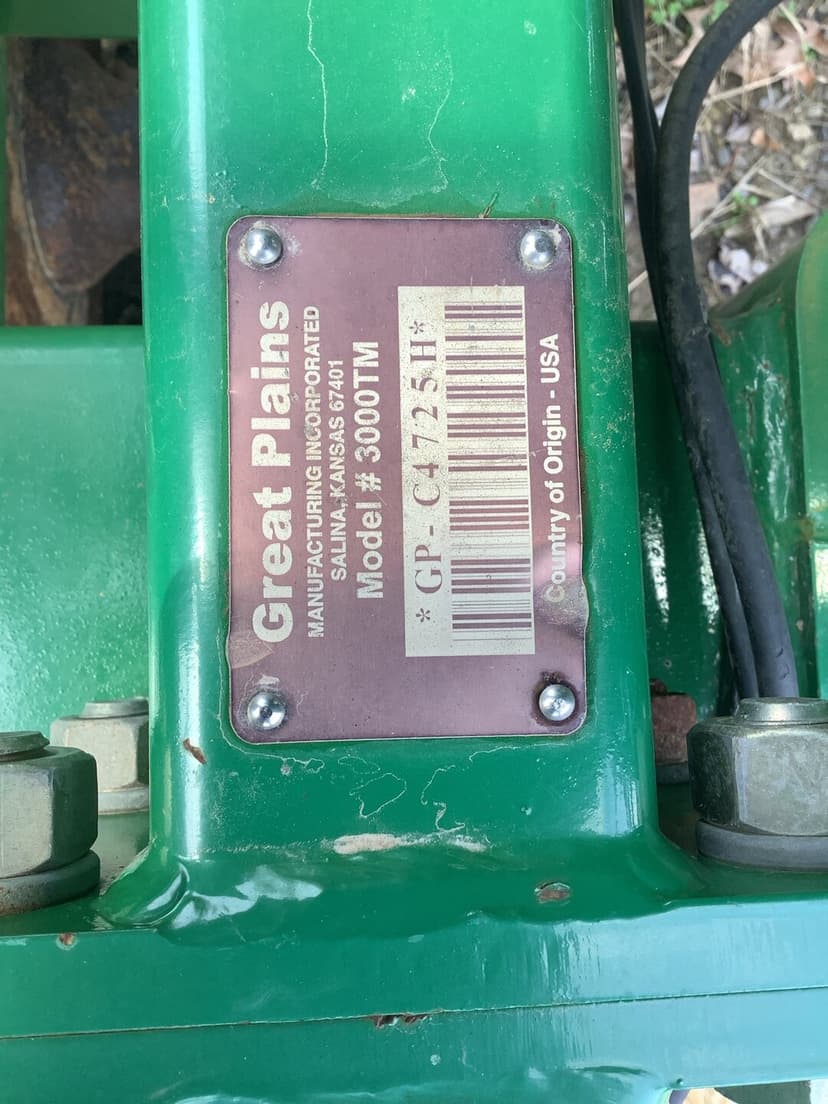 Great Plains
MANUFACTURING INCORPORATED
SALINA, KANSAS 67401
Model # 3000TM
*GP-C4725H*
Country of Origin - USA